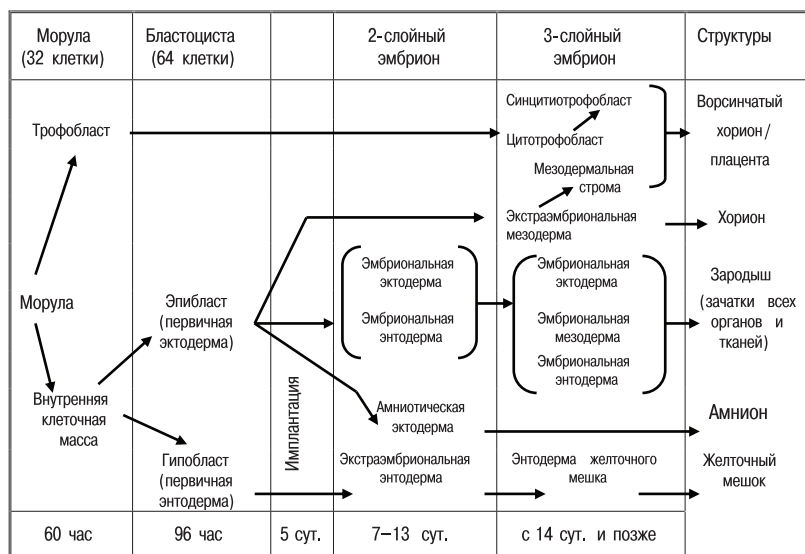 Морула
(32 клетки)
Бластоциста
(64 клетки)
2-слойный
эмбрион
3-слойный
эмбрион
Структуры
Трофобласт
Синцитиотрофобласт
Цитотрофобласт
Мезодермальная
строма
Ворсинчатый
хорион/
плацента
Экстраэмбриональная
мезодерма
Хорион
Морула
Эпибласт
(первичная
эктодерма)
Эмбриональная
эктодерма
Эмбриональная
энтодерма
Эмбриональная
эктодерма
Эмбриональная
мезодерма
Эмбриональная
энтодерма
Зародыш
(зачатки всех
органов и
тканей)
Внутренняя
клеточная
масса
Имплантация
Амниотическая
эктодерма
Амнион
Гипобласт
(первичная
энтодерма)
Экстраэмбриональная
энтодерма
Энтодерма желточного
мешка
Желточный
мешок
60 час
96 час
5 сут.
7–13 сут.
с 14 сут. и позже